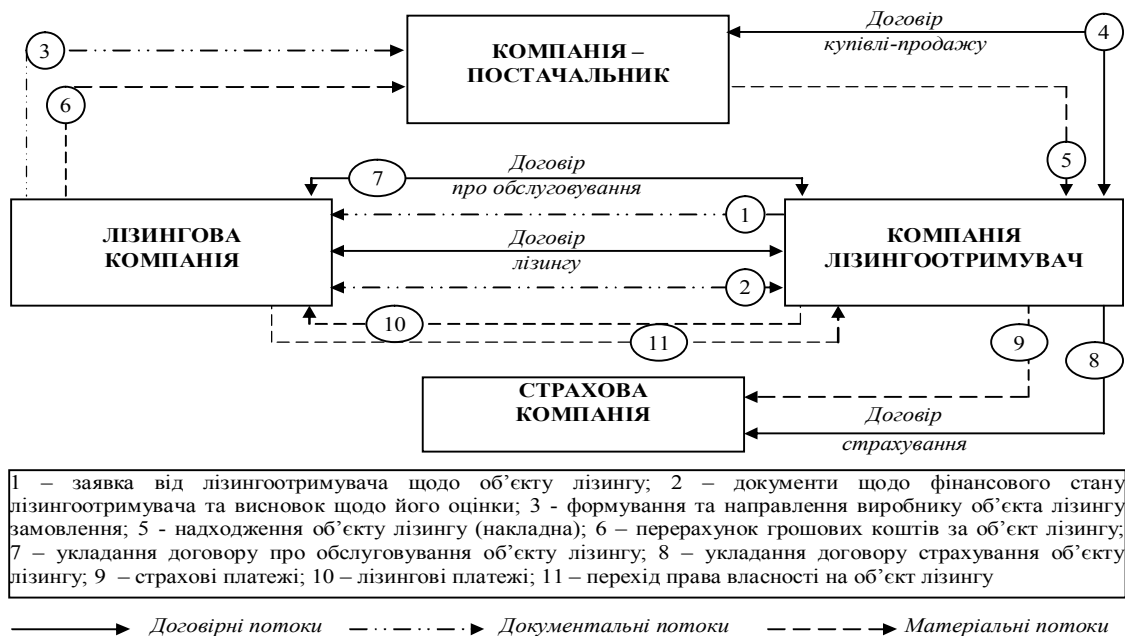 3
КОМПАНІЯ –
ПОСТАЧАЛЬНИК
Договір
купівлі-продажу
4
6
5
7
Договір
про обслуговування
1
ЛІЗИНГОВА
КОМПАНІЯ
Договір
лізингу
КОМПАНІЯ
ЛІЗИНГООТРИМУВАЧ
2
10
11
9
8
СТРАХОВА
КОМПАНІЯ
Договір
страхування
1 – заявка від лізингоотримувача щодо об’єкту лізингу; 2 – документи щодо фінансового стану
лізингоотримувача та висновок щодо його оцінки; 3 - формування та направлення виробнику об’єкта лізингу
замовлення; 5 - надходження об’єкту лізингу (накладна); 6 – перерахунок грошових коштів за об’єкт лізингу;
7 – укладання договору про обслуговування об’єкту лізингу; 8 – укладання договору страхування об’єкту
лізингу; 9 – страхові платежі; 10 – лізингові платежі; 11 – перехід права власності на об’єкт лізингу
Договірні потоки
Документальні потоки
Матеріальні потоки